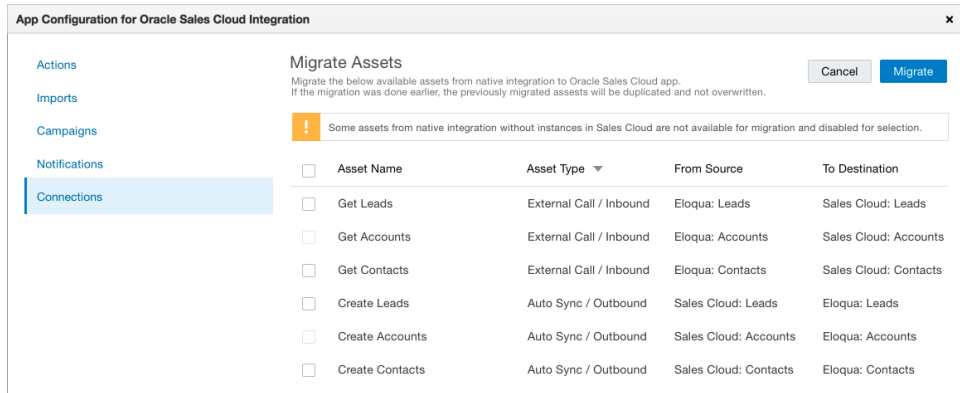 App Configuration for Oracle Sales Cloud Integration
×
Actions
Imports
Campaigns
Notifications
Connections
Migrate Assets
Migrate the below available assets from native integration to Oracle Sales Cloud app.
If the migration was done earlier, the previously migrated assests will be duplicated and not overwritten.
Cancel
Migrate
! Some assets from native integration without instances in Sales Cloud are not available for migration and disabled for selection.
Asset Name Asset Type From Source To Destination
Get Leads External Call / Inbound Eloqua: Leads Sales Cloud: Leads
Get Accounts External Call / Inbound Eloqua: Accounts Sales Cloud: Accounts
Get Contacts External Call / Inbound Eloqua: Contacts Sales Cloud: Contacts
Create Leads Auto Sync / Outbound Sales Cloud: Leads Eloqua: Leads
Create Accounts Auto Sync / Outbound Sales Cloud: Accounts Eloqua: Accounts
Create Contacts Auto Sync / Outbound Sales Cloud: Contacts Eloqua: Contacts